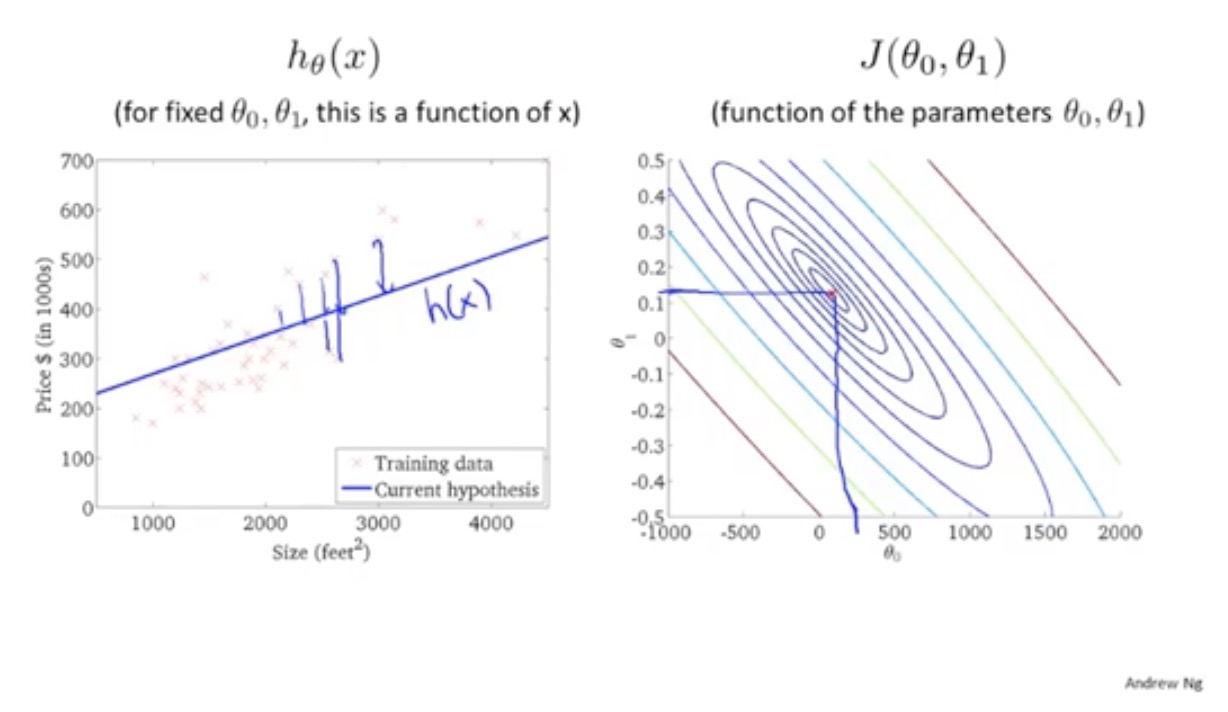 hθ(x)
(for fixed θ0, θ1, this is a function of x)
700
600
500
400
300
200
100
0
1000 2000 3000 4000
Price $ (in 1000s)
Size (feet²)
h(x)
Training data
Current hypothesis
J(θ0, θ1)
(function of the parameters θ0, θ1)
0.5
0.4
0.3
0.2
0.1
0
-0.1
-0.2
-0.3
-0.4
-0.5
-1000 -500 0 500 1000 1500 2000
θ1
θ0
Andrew Ng